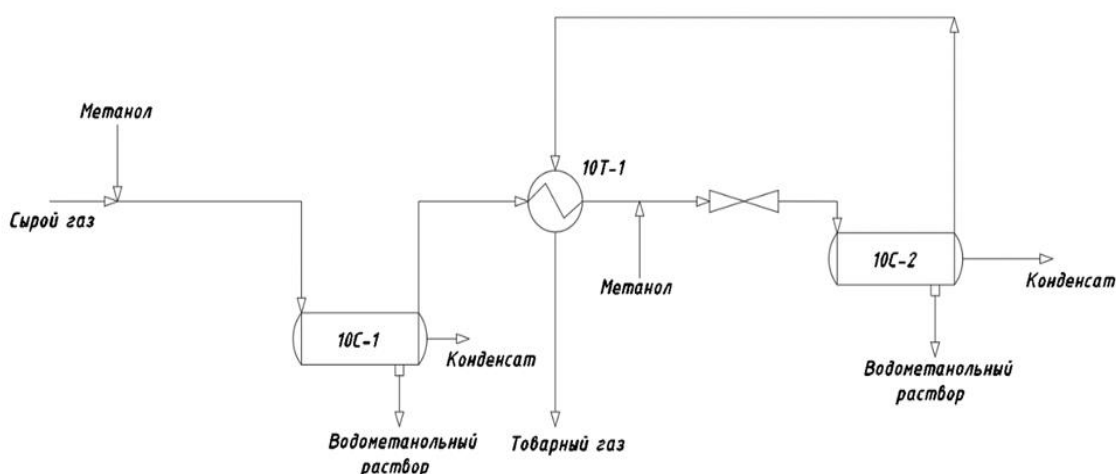 Метанол
Сырой газ
10С-1
Конденсат
Водометанольный
раствор
10Т-1
Метанол
Товарный газ
10С-2
Конденсат
Водометанольный
раствор